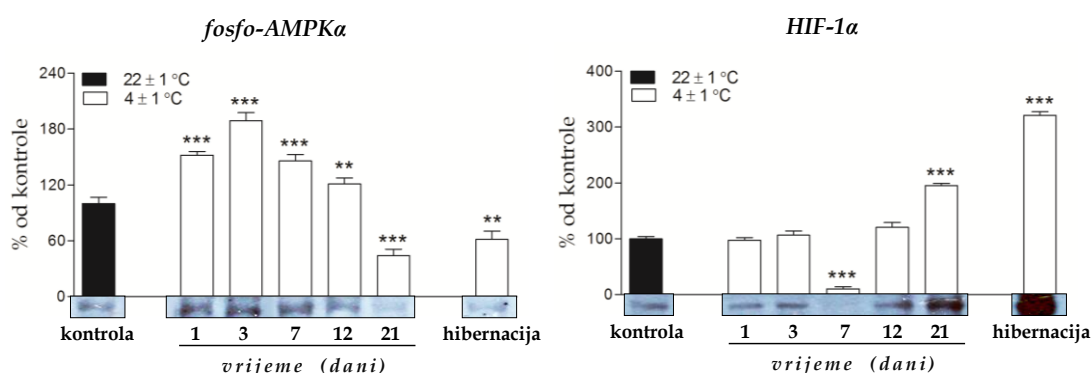 fosfo-AMPKα
% od kontrole
240
180
120
60
0
22 ± 1 °C
4 ± 1 °C
***
***
***
**
***
**
kontrola
1 3 7 12 21
hibernacija
vrijeme (dani)
HIF-1α
% od kontrole
400
300
200
100
0
22 ± 1 °C
4 ± 1 °C
***
***
***
kontrola
1 3 7 12 21
hibernacija
vrijeme (dani)